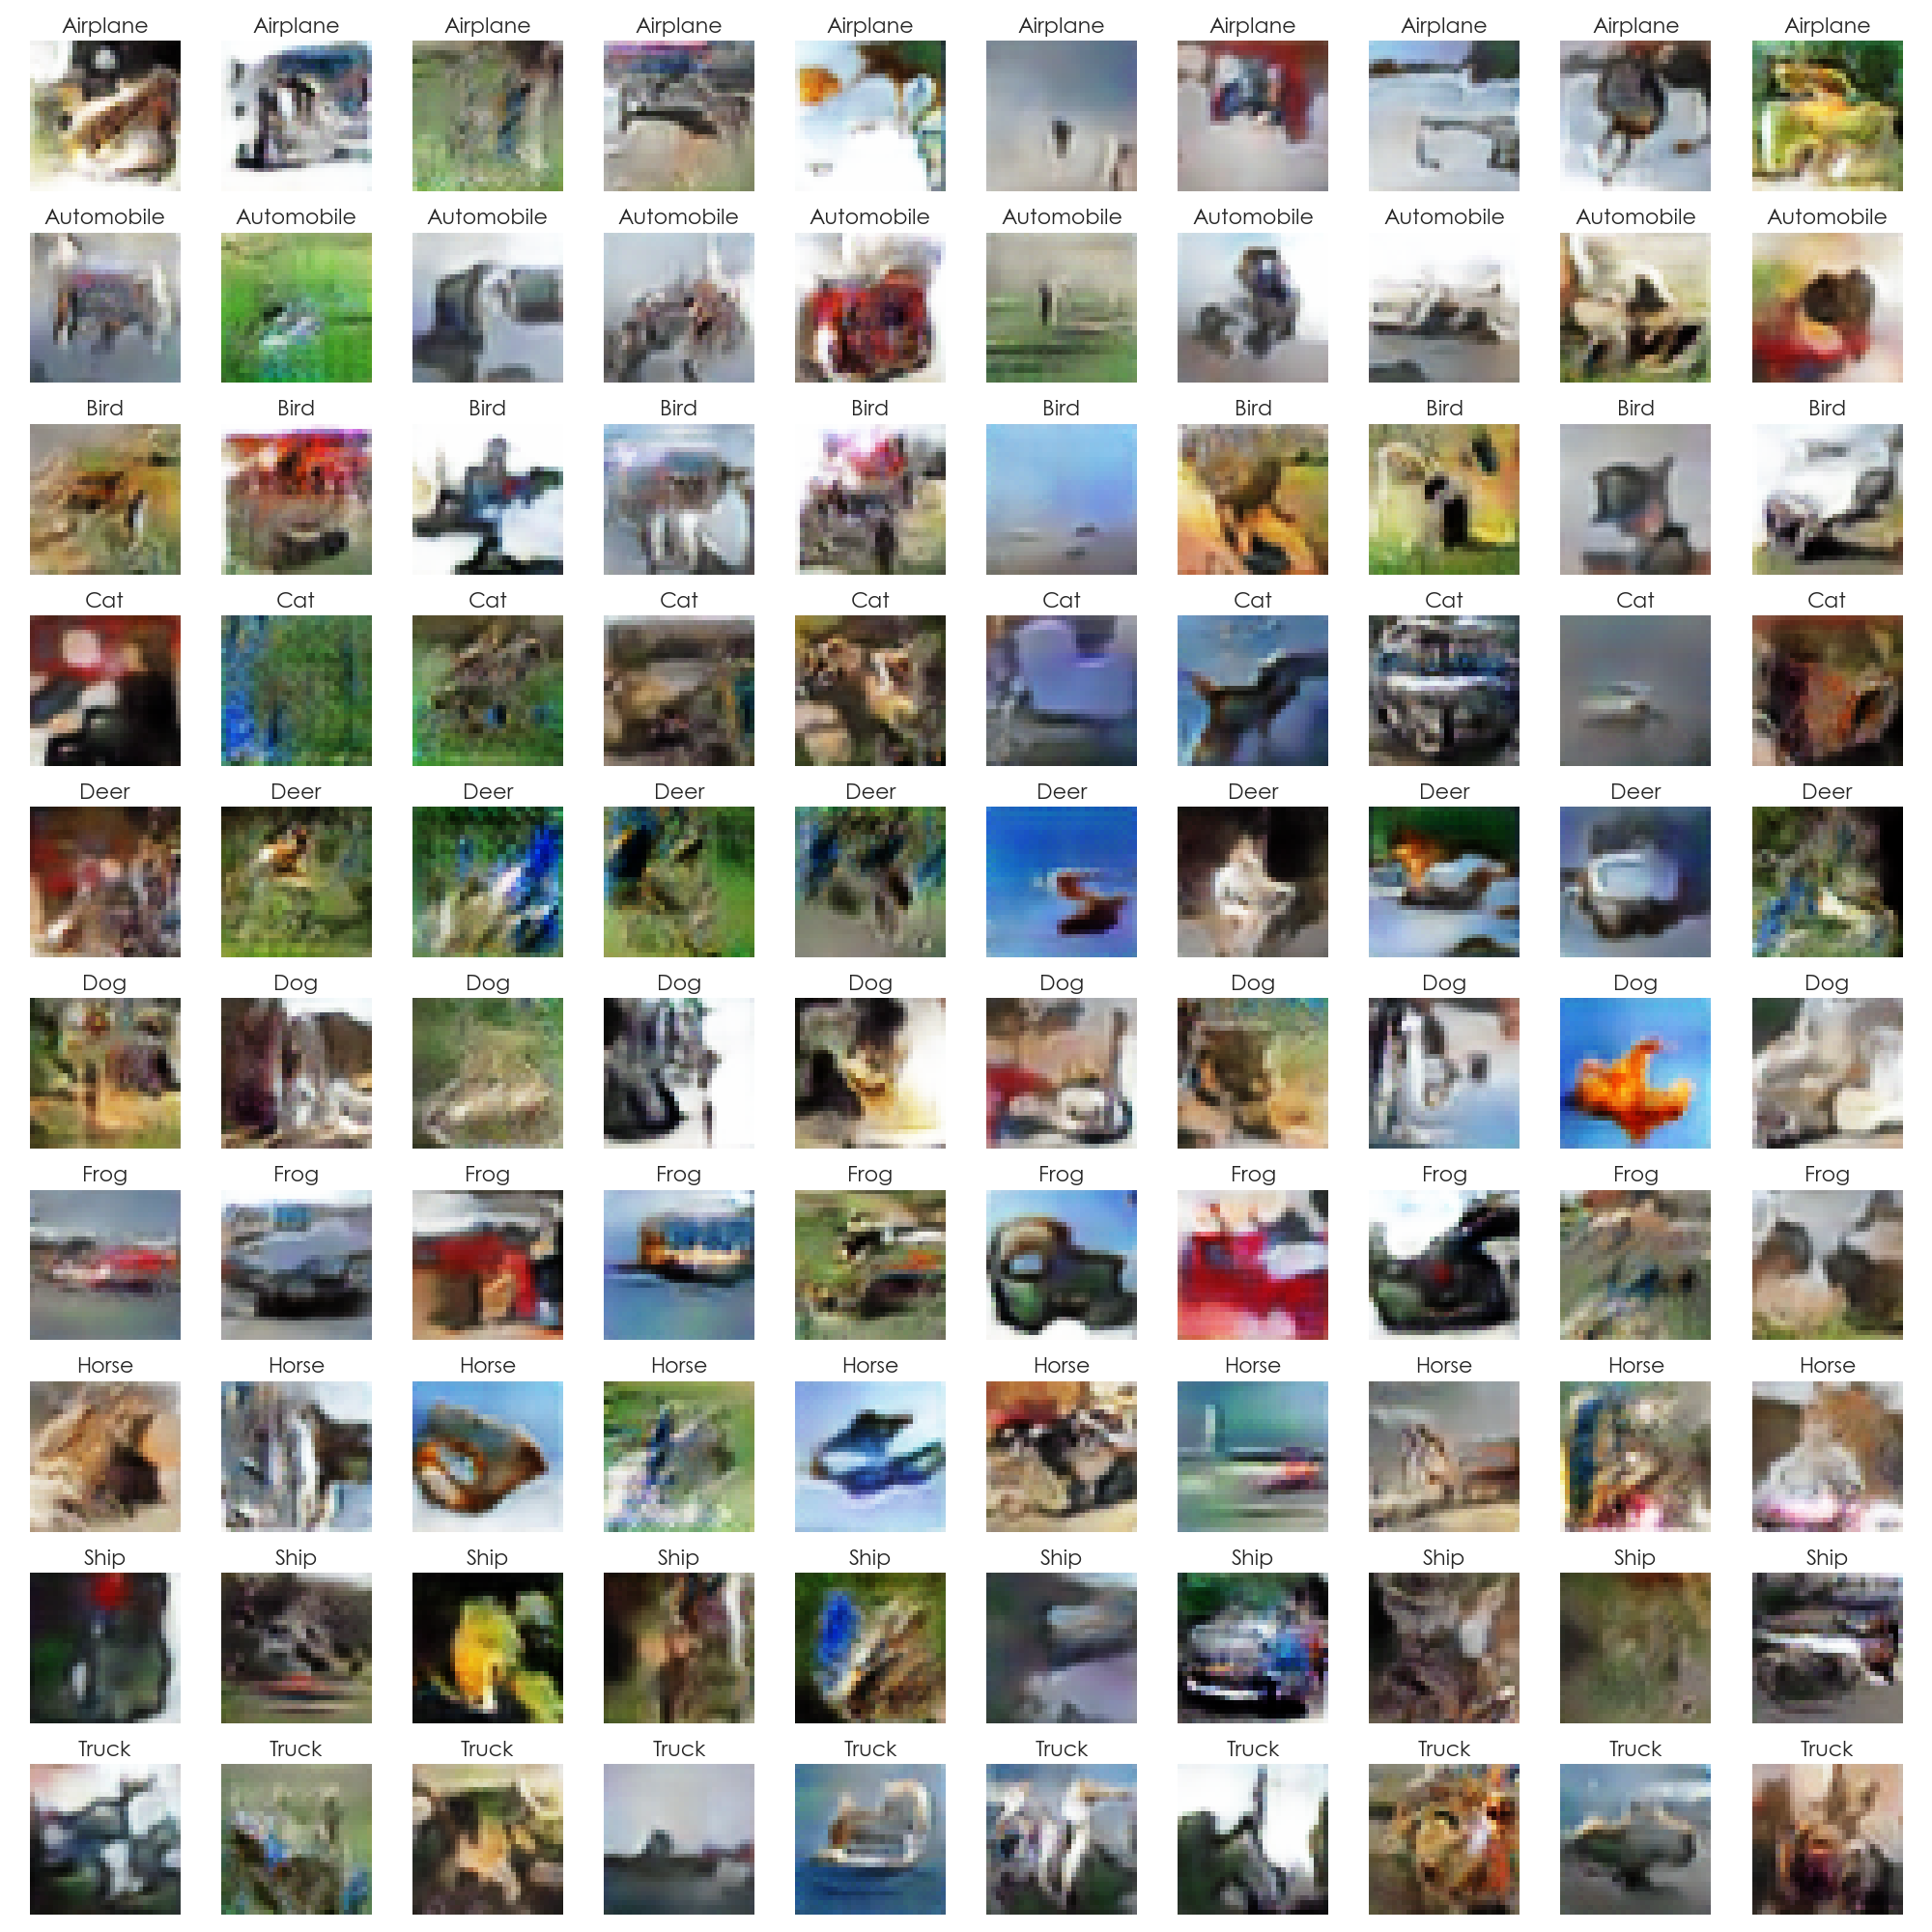 Airplane Airplane Airplane Airplane Airplane Airplane Airplane Airplane Airplane Airplane
Automobile Automobile Automobile Automobile Automobile Automobile Automobile Automobile Automobile Automobile
Bird Bird Bird Bird Bird Bird Bird Bird Bird Bird
Cat Cat Cat Cat Cat Cat Cat Cat Cat Cat
Deer Deer Deer Deer Deer Deer Deer Deer Deer Deer
Dog Dog Dog Dog Dog Dog Dog Dog Dog Dog
Frog Frog Frog Frog Frog Frog Frog Frog Frog Frog
Horse Horse Horse Horse Horse Horse Horse Horse Horse Horse
Ship Ship Ship Ship Ship Ship Ship Ship Ship Ship
Truck Truck Truck Truck Truck Truck Truck Truck Truck Truck